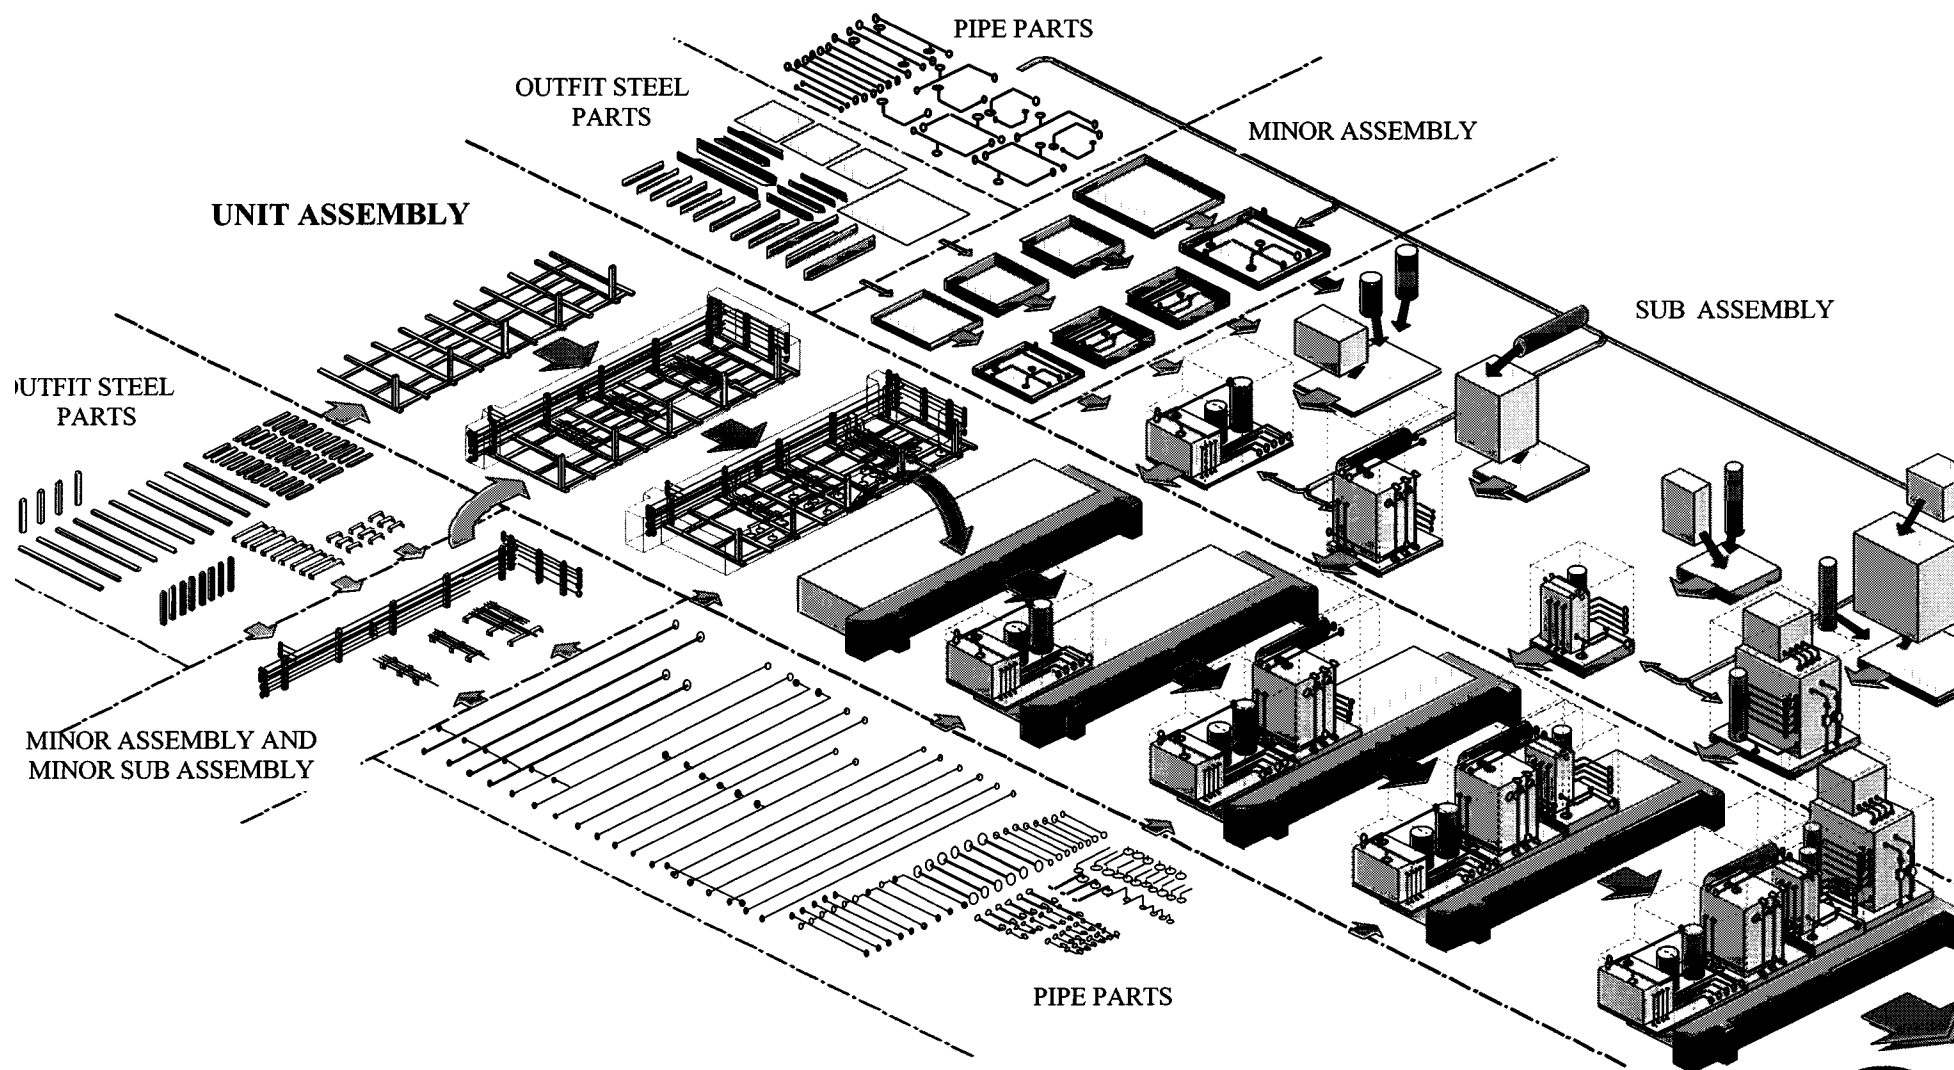 PIPE PARTS
OUTFIT STEEL
PARTS
MINOR ASSEMBLY
UNIT ASSEMBLY
SUB ASSEMBLY
OUTFIT STEEL
PARTS
MINOR ASSEMBLY AND
MINOR SUB ASSEMBLY
PIPE PARTS